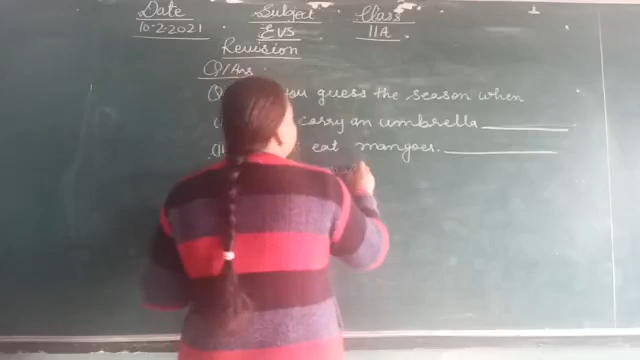 Date Subject Class
10-2-2021 EVS IIA
Revision
Q/Ans
Q you guess the season when
carry an umbrella
eat mangoes.